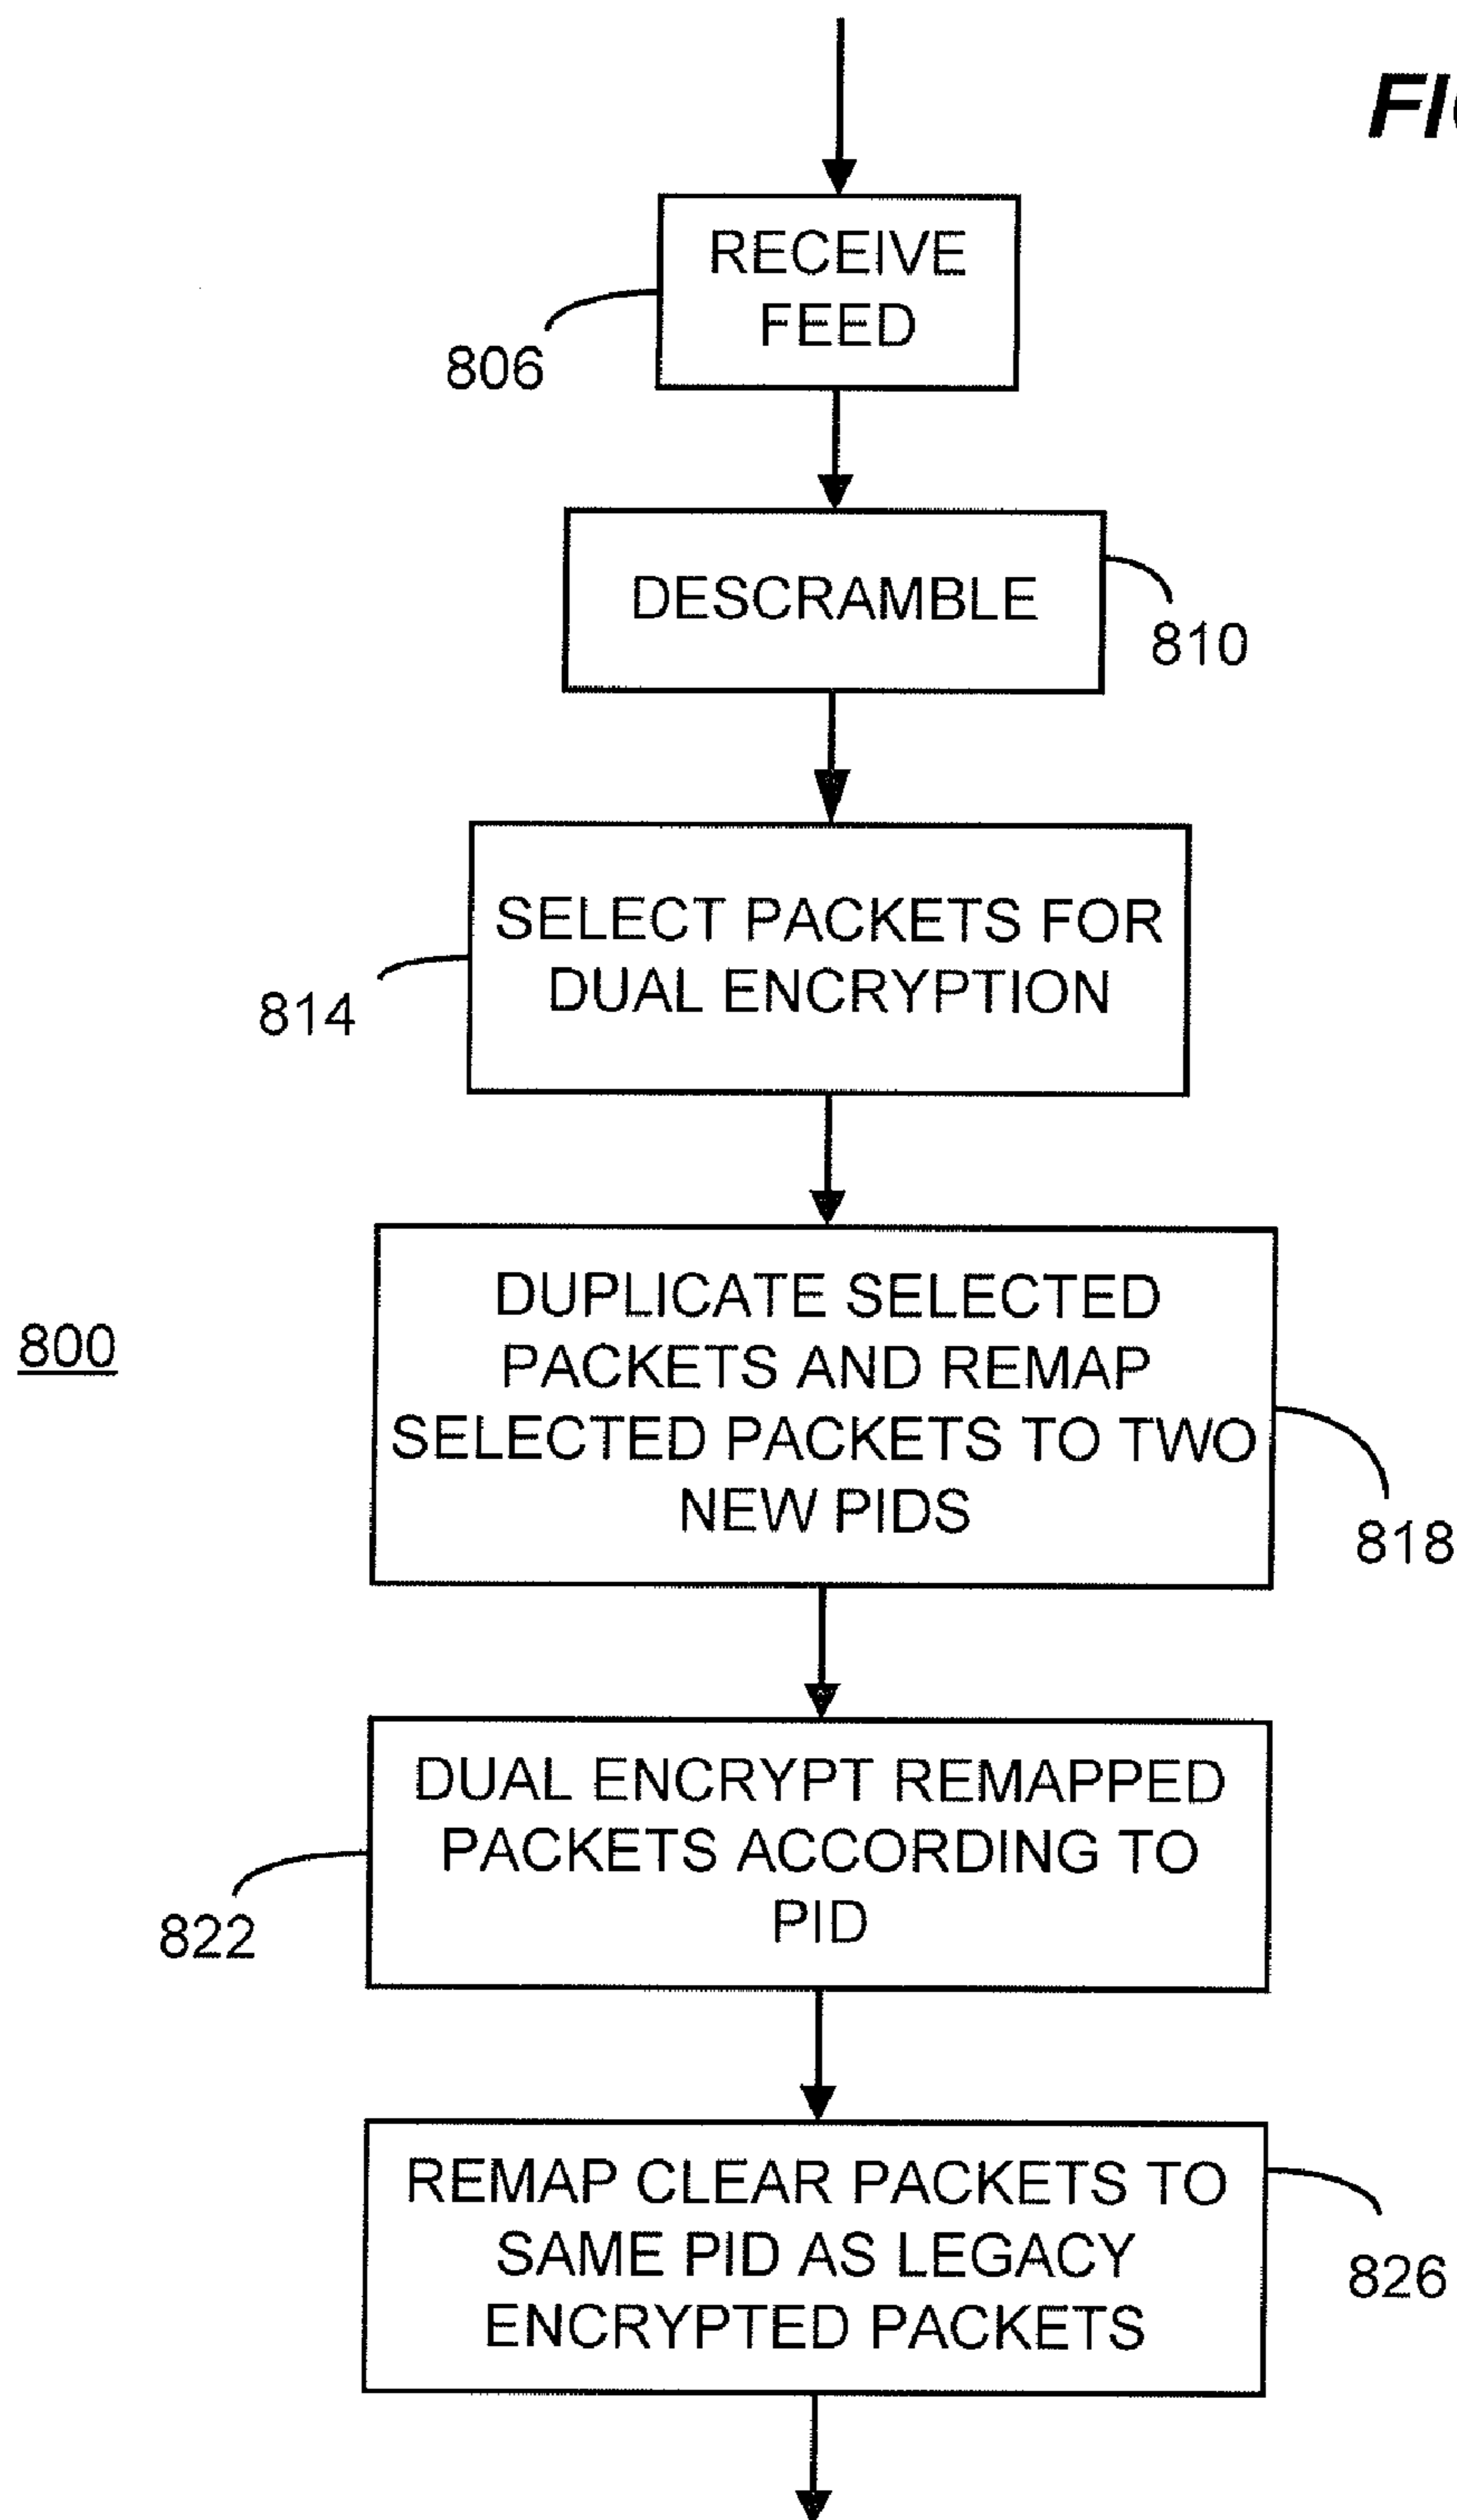 RECEIVE
FEED
806
DESCRAMBLE
810
SELECT PACKETS FOR
DUAL ENCRYPTION
814
DUPLICATE SELECTED
PACKETS AND REMAP
SELECTED PACKETS TO TWO
NEW PIDS
800
818
DUAL ENCRYPT REMAPPED
PACKETS ACCORDING TO
PID
822
REMAP CLEAR PACKETS TO
SAME PID AS LEGACY
ENCRYPTED PACKETS
826